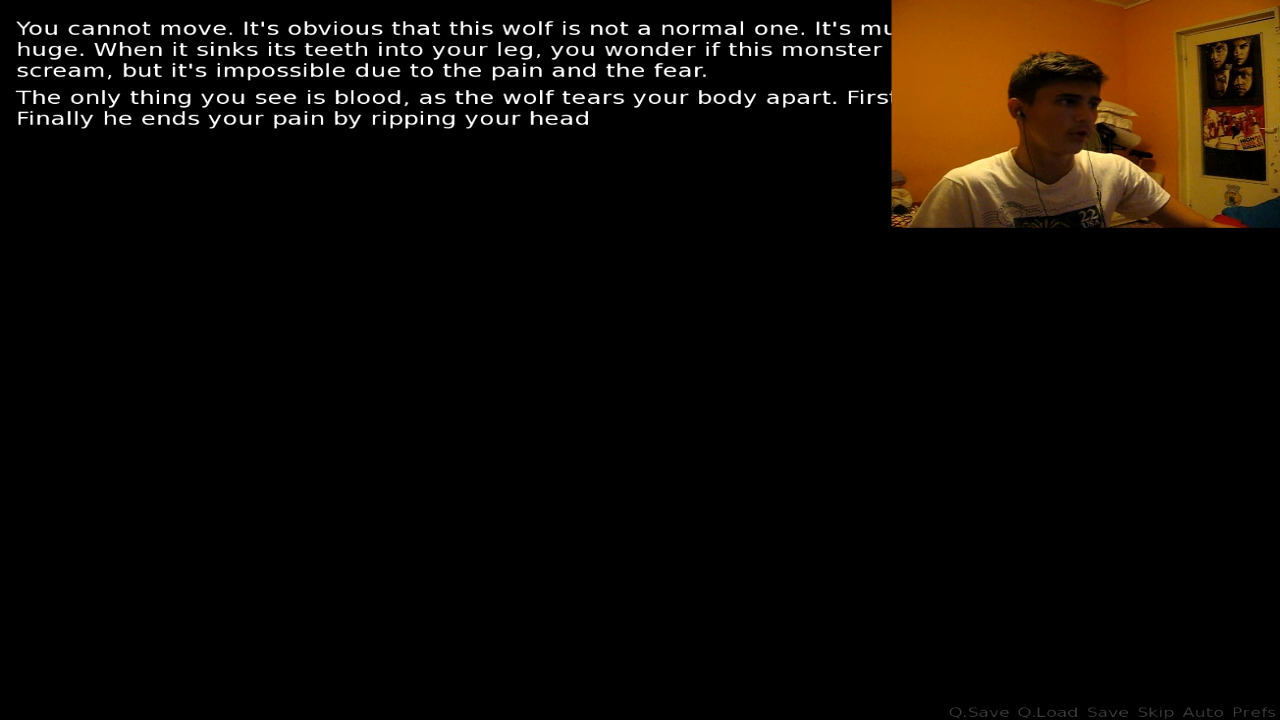 You cannot move. It's obvious that this wolf is not a normal one. It's
huge. When it sinks its teeth into your leg, you wonder if this monster
scream, but it's impossible due to the pain and the fear.
The only thing you see is blood, as the wolf tears your body apart. First
Finally he ends your pain by ripping your head
22
USA
Q.Save Q.Load Save Skip Auto Prefs